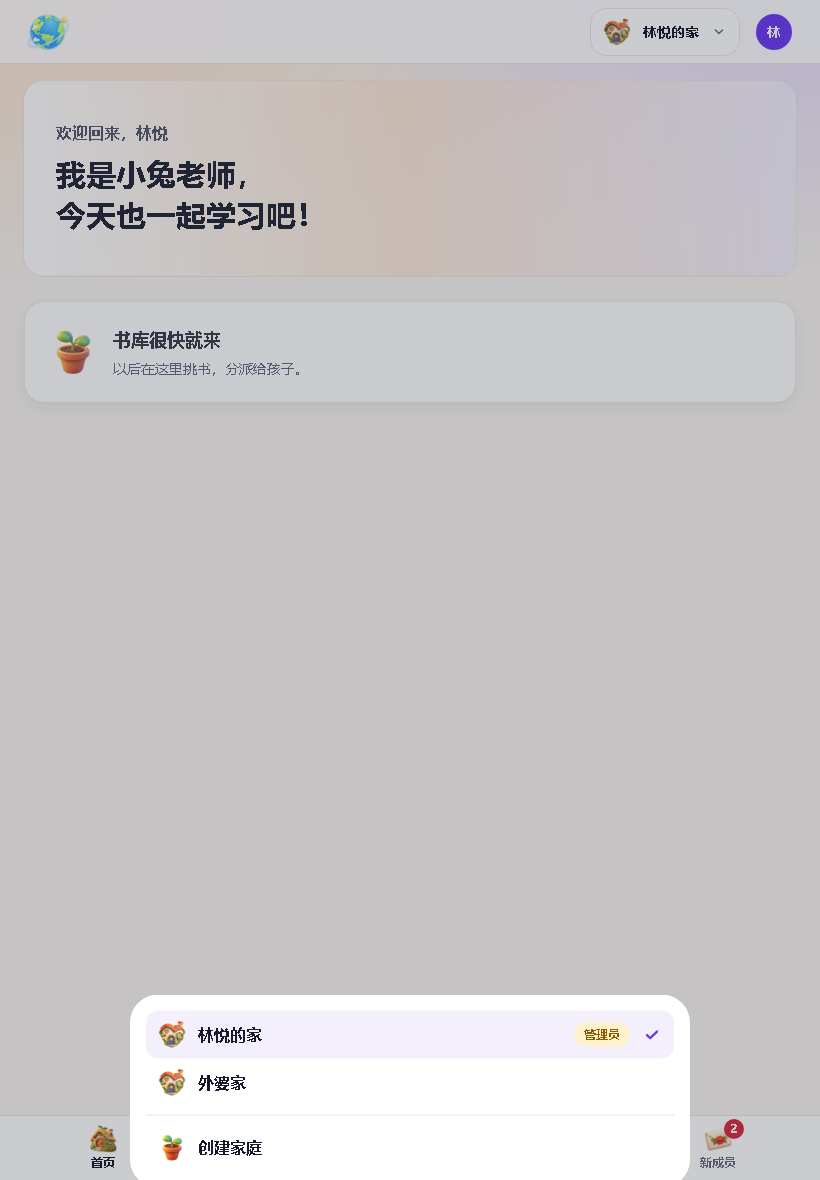 林悦的家
林
欢迎回来，林悦
我是小兔老师，
今天也一起学习吧！
书库很快就来
以后在这里挑书，分派给孩子。
林悦的家
管理员
外婆家
创建家庭
首页
2
新成员